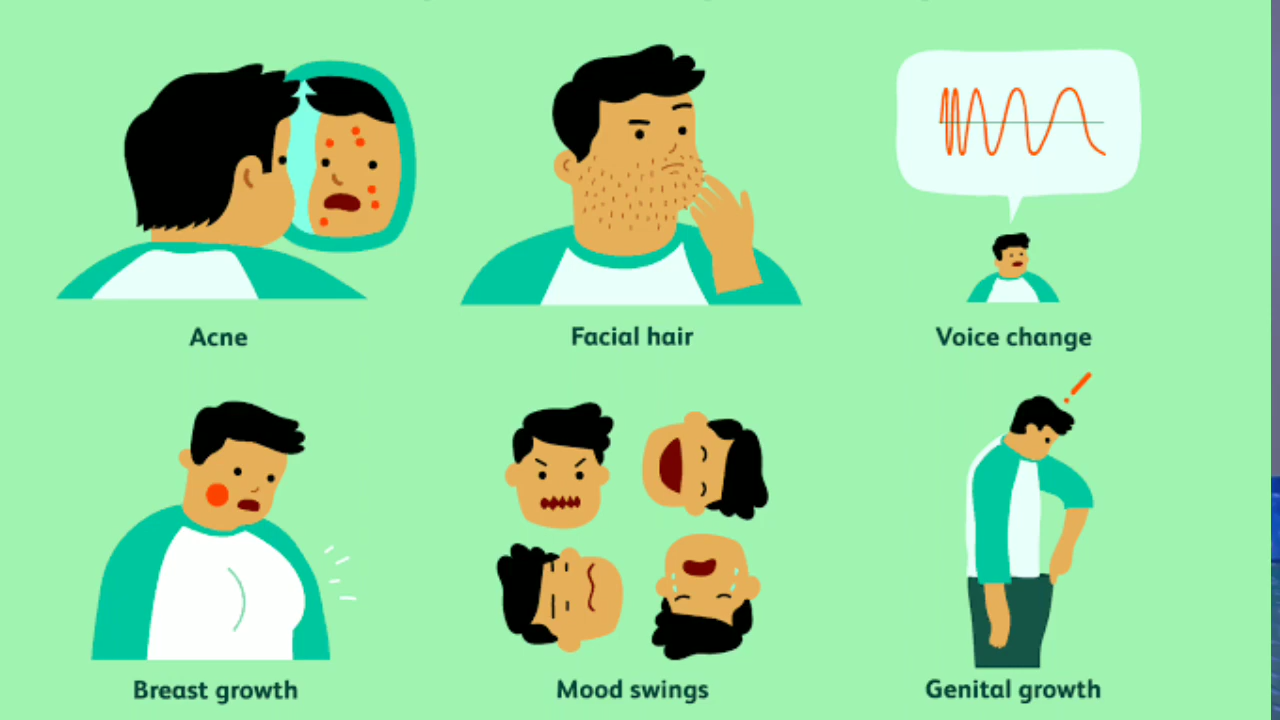 Acne
Facial hair
Voice change
Breast growth
Mood swings
Genital growth